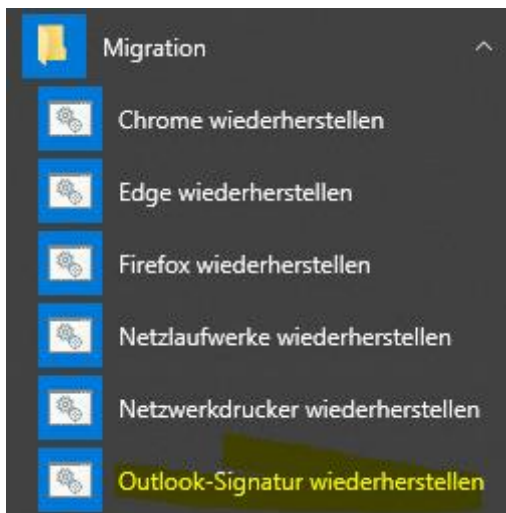 Migration
Chrome wiederherstellen
Edge wiederherstellen
Firefox wiederherstellen
Netzlaufwerke wiederherstellen
Netzwerkdrucker wiederherstellen
Outlook-Signatur wiederherstellen